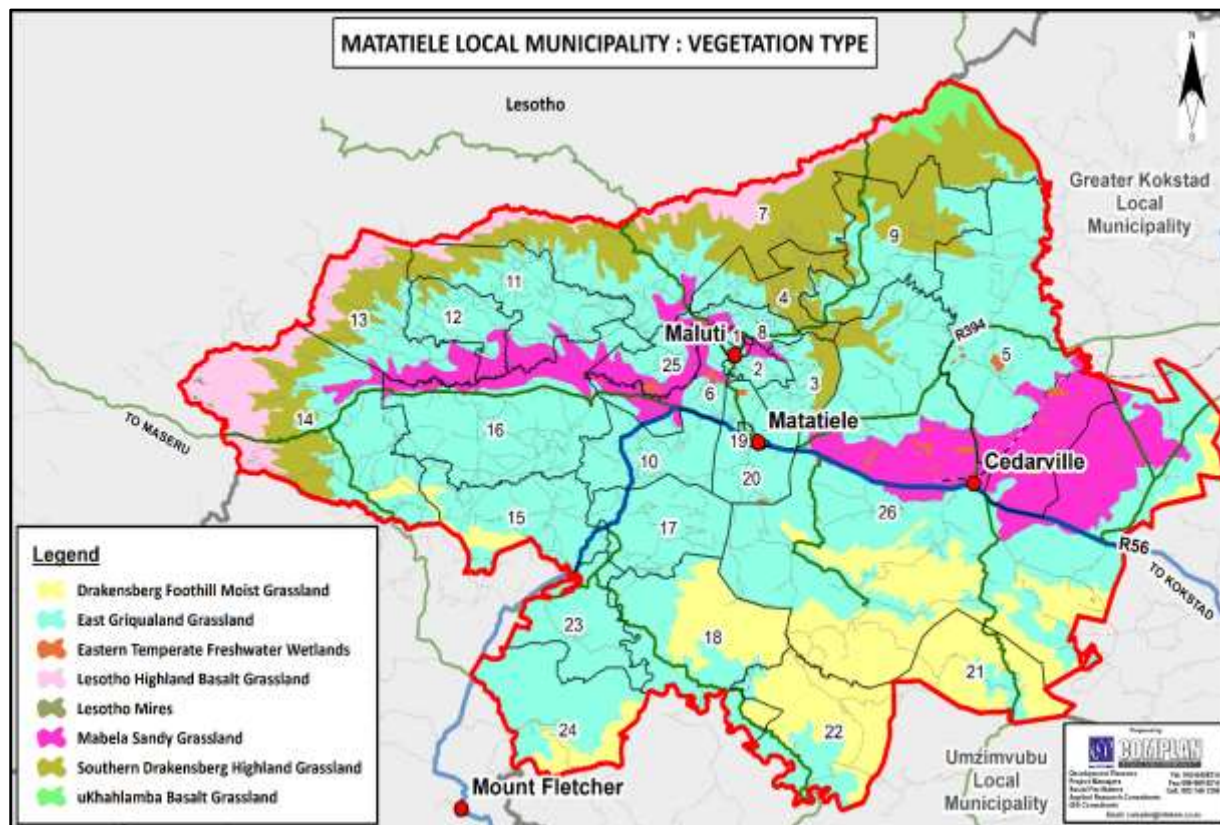 MATATIELE LOCAL MUNICIPALITY : VEGETATION TYPE
N
Lesotho
Greater Kokstad
Local
Municipality
7
9
11
4
12
13
R394
8
Maluti
1
5
25
2
3
6
14
TO MASERU
16
Matatiele
19
10
20
Cedarville
26
15
17
R56
TO KOKSTAD
23
18
21
24
22
Umzimvubu
Local
Municipality
Mount Fletcher
Legend
Drakensberg Foothill Moist Grassland
East Griqualand Grassland
Eastern Temperate Freshwater Wetlands
Lesotho Highland Basalt Grassland
Lesotho Mires
Mabela Sandy Grassland
Southern Drakensberg Highland Grassland
uKhahlamba Basalt Grassland
COMPLAN
Project Managers